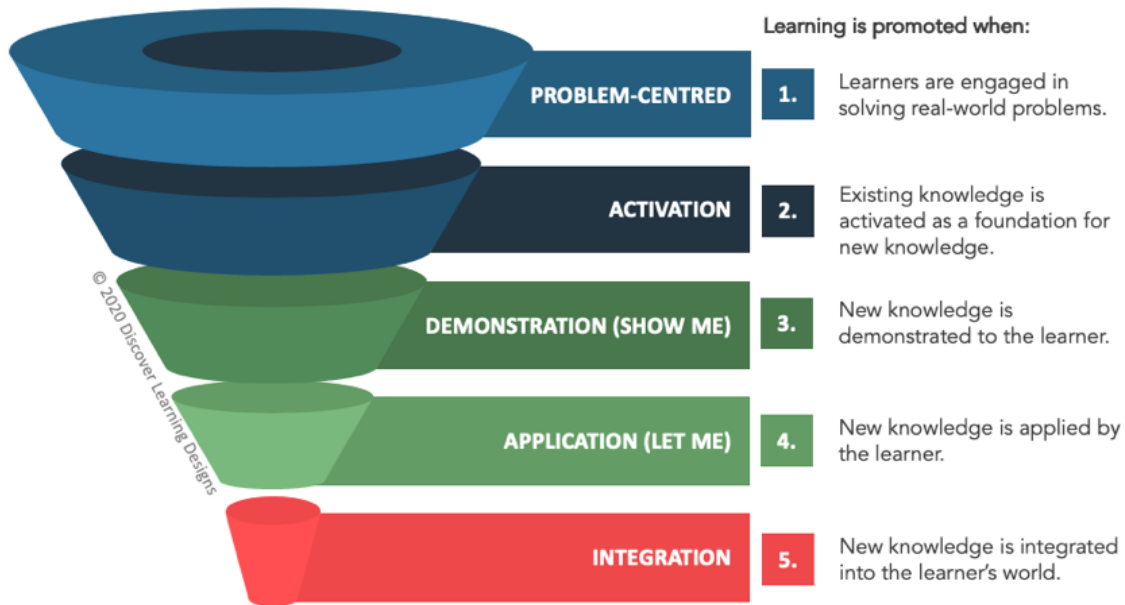 Learning is promoted when:
PROBLEM-CENTRED
1.
Learners are engaged in
solving real-world problems.
ACTIVATION
2.
Existing knowledge is
activated as a foundation for
new knowledge.
DEMONSTRATION (SHOW ME)
3.
New knowledge is
demonstrated to the learner.
APPLICATION (LET ME)
4.
New knowledge is applied by
the learner.
INTEGRATION
5.
New knowledge is integrated
into the learner's world.
© 2020 Discover Learning Designs